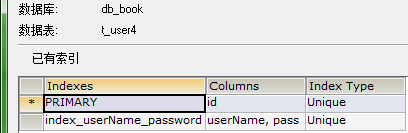 数据库: db_book
数据表: t_user4
已有索引
Indexes Columns Index Type
* PRIMARY id Unique
index_userName_password userName, pass Unique